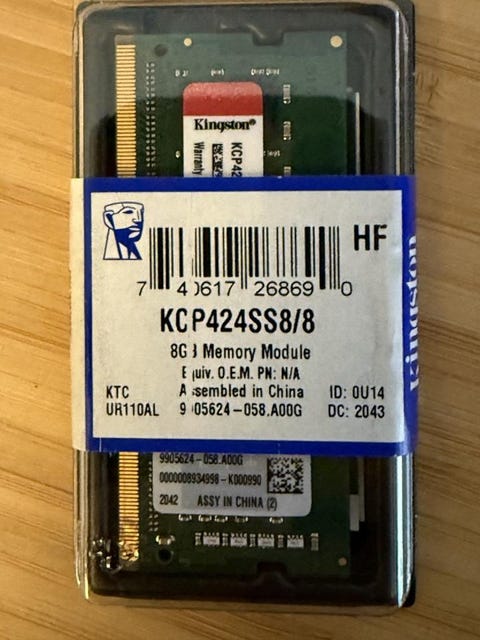 Kingston®
KCP42
Warranty
HF
7 40617 26869 0
KCP424SS8/8
8GB Memory Module
Equiv. O.E.M. PN: N/A
KTC Assembled in China ID: 0U14
UR110AL 9905624-058.A00G DC: 2043
Kingston
9905624-058.A00G
0000008934998-K000990
2042 ASSY IN CHINA (2)